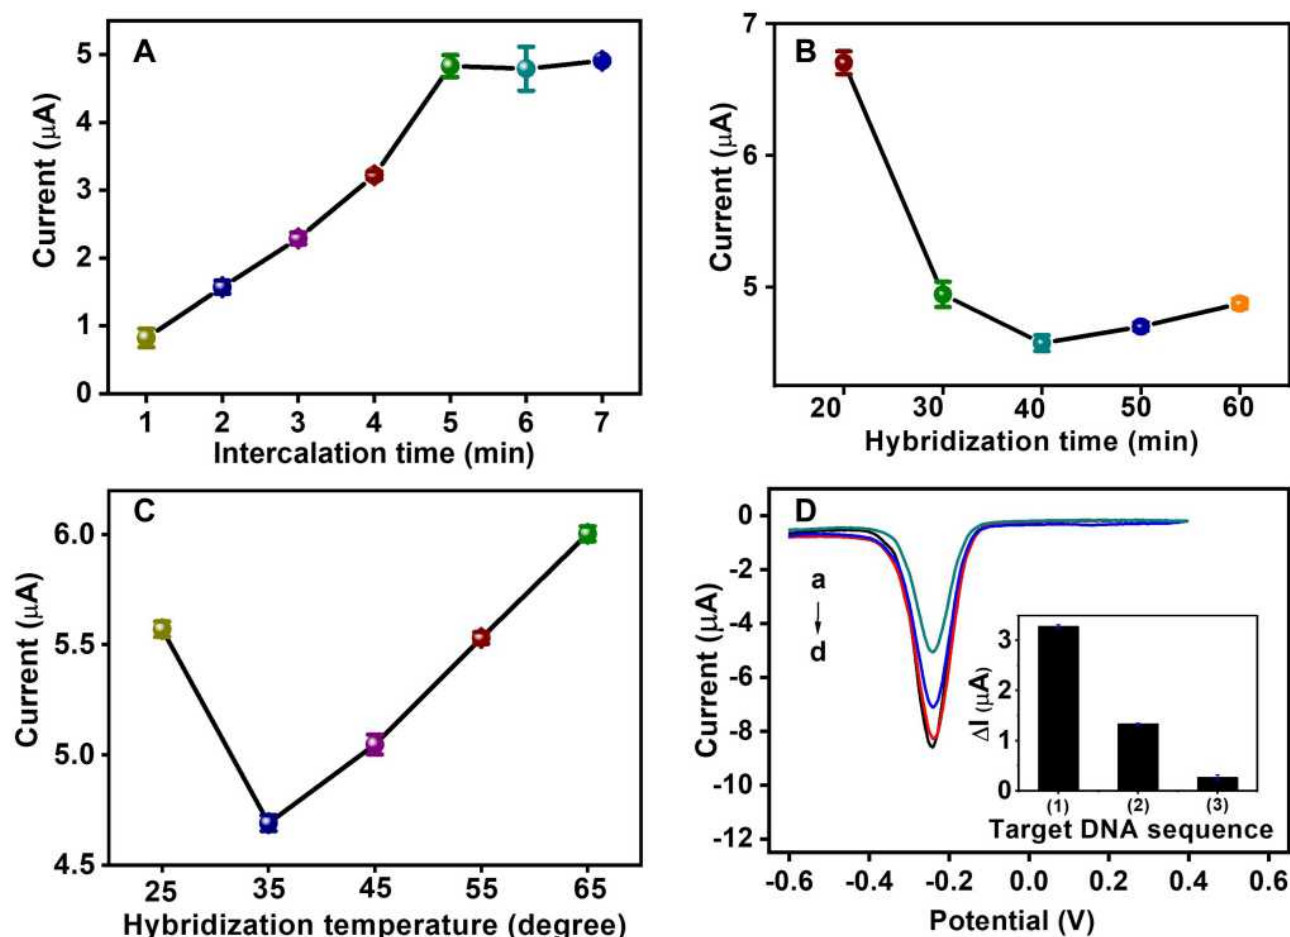 A
Current (μA)
5
4
3
2
1
0
1 2 3 4 5 6 7
Intercalation time (min)
B
Current (μA)
7
6
5
20 30 40 50 60
Hybridization time (min)
C
Current (μA)
6.0
5.5
5.0
4.5
25 35 45 55 65
Hybridization temperature (degree)
D
Current (μA)
0
-2
-4
-6
-8
-10
-12
a
d
ΔI (μA)
3
2
1
0
(1) (2) (3)
Target DNA sequence
-0.6 -0.4 -0.2 0.0 0.2 0.4 0.6
Potential (V)